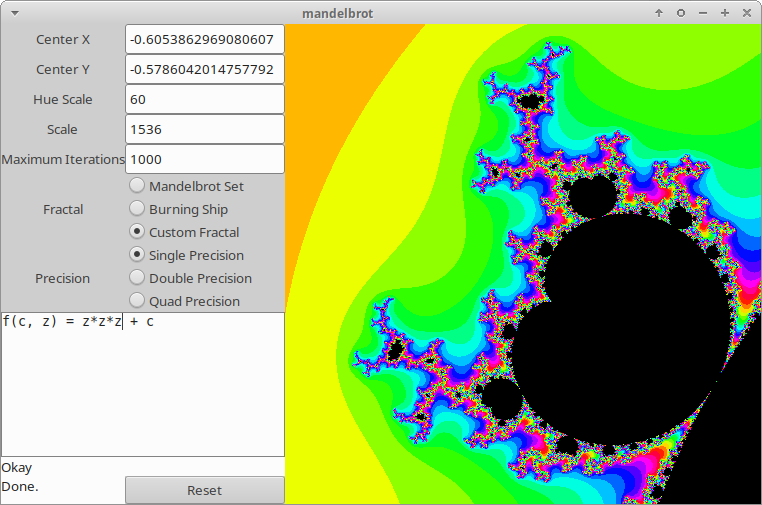 mandelbrot
Center X -0.6053862969080607
Center Y -0.5786042014757792
Hue Scale 60
Scale 1536
Maximum Iterations 1000
Mandelbrot Set
Fractal Burning Ship
Custom Fractal
Single Precision
Precision Double Precision
Quad Precision
f(c, z) = z*z*z + c
Okay
Done. Reset